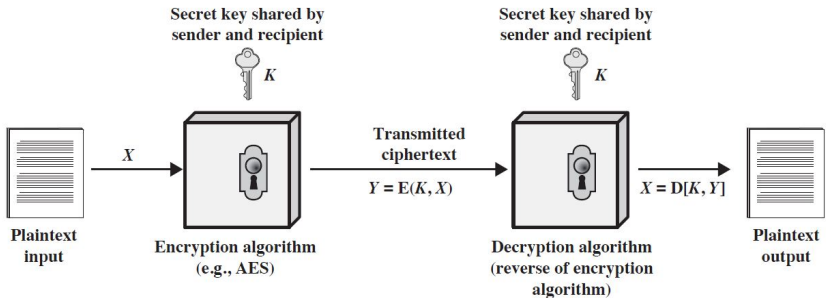 Secret key shared by
sender and recipient
K
Secret key shared by
sender and recipient
K
X
Transmitted
ciphertext
Y = E(K, X)
X = D[K, Y]
Plaintext
input
Encryption algorithm
(e.g., AES)
Decryption algorithm
(reverse of encryption
algorithm)
Plaintext
output